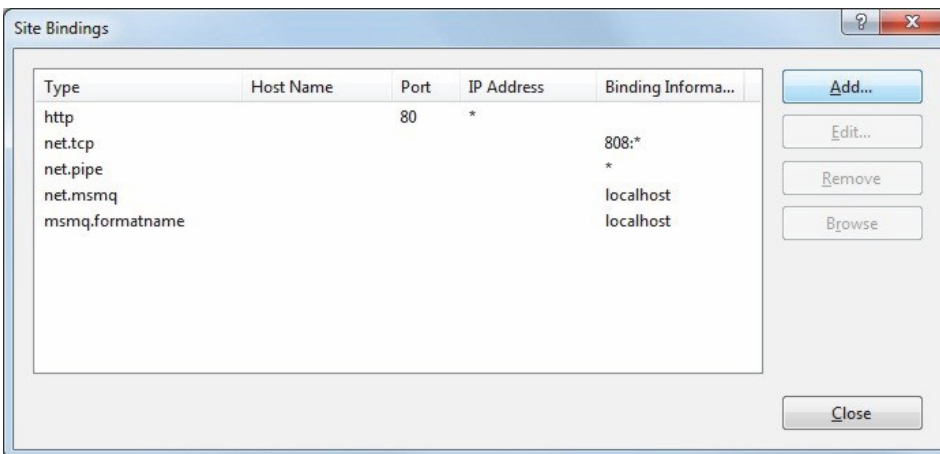 Site Bindings
?
Type Host Name Port IP Address Binding Informa...
http 80 *
net.tcp 808:*
net.pipe *
net.msmq localhost
msmq.formatname localhost
Add...
Edit...
Remove
Browse
Close